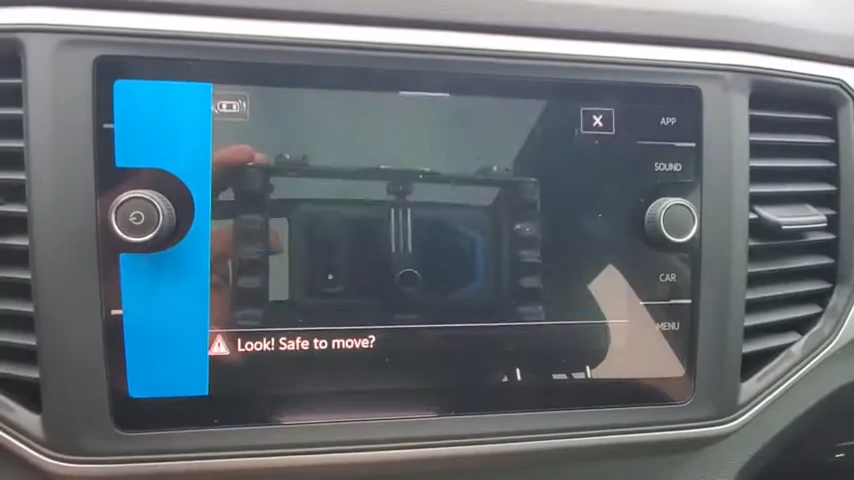 X
APP
SOUND
CAR
MENU
Look! Safe to move?